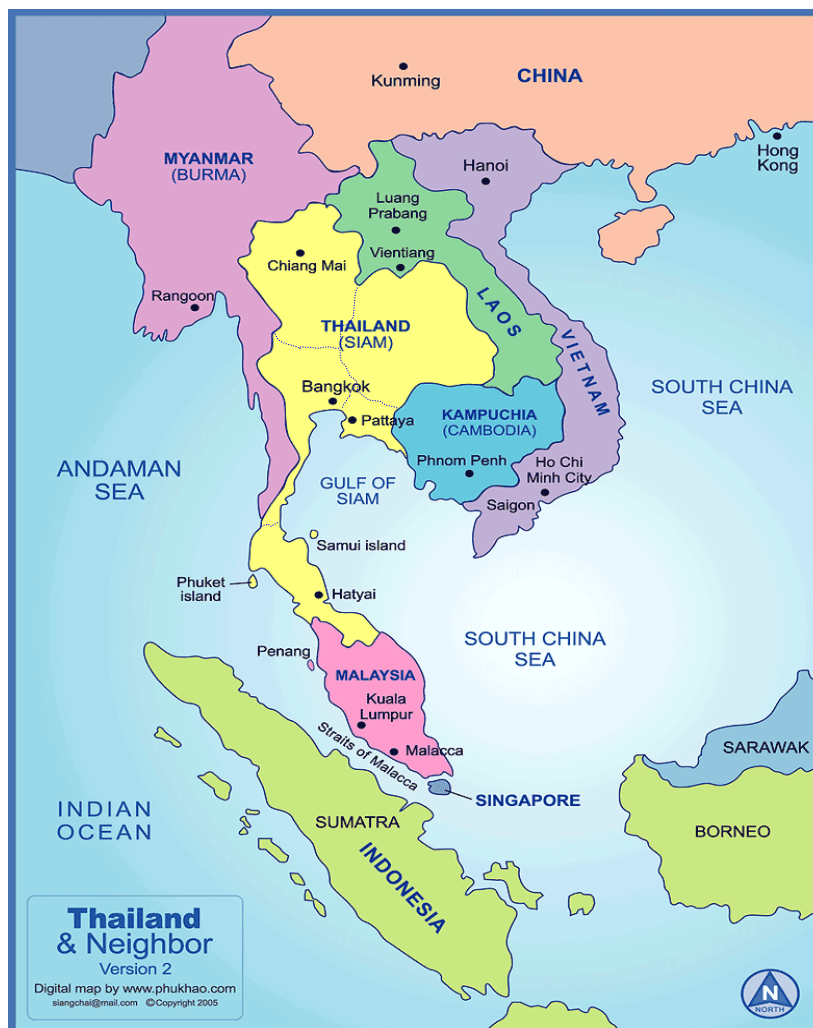 Kunming
CHINA
Hong
Kong
MYANMAR
(BURMA)
Hanoi
Luang
Prabang
Vientiang
Chiang Mai
Rangoon
LAOS
THAILAND
(SIAM)
VIETNAM
Bangkok
Pattaya
SOUTH CHINA
SEA
KAMPUCHIA
(CAMBODIA)
Phnom Penh
Ho Chi
Minh City
Saigon
ANDAMAN
SEA
GULF OF
SIAM
Samui island
Phuket
island
Hatyai
SOUTH CHINA
SEA
Penang
MALAYSIA
Kuala
Lumpur
Malacca
Straits of Malacca
SINGAPORE
SARAWAK
BORNEO
INDIAN
OCEAN
SUMATRA
INDONESIA
Thailand
& Neighbor
Version 2
Digital map by www.phukhao.com
siangchai@mail.com ©Copyright 2005
N
NORTH